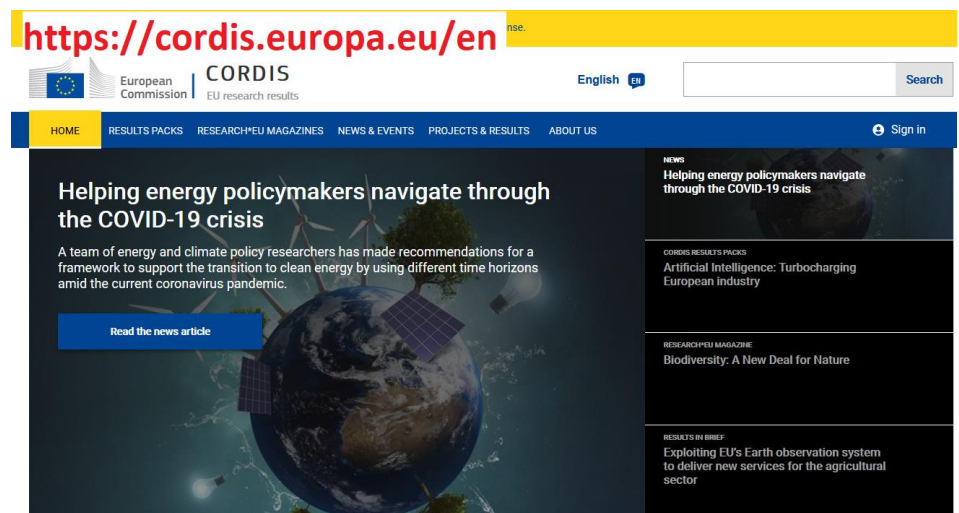 https://cordis.europa.eu/en
nse.
European
Commission
CORDIS
EU research results
English EN
Search
HOME RESULTS PACKS RESEARCH*EU MAGAZINES NEWS & EVENTS PROJECTS & RESULTS ABOUT US Sign in
Helping energy policymakers navigate through
the COVID-19 crisis
A team of energy and climate policy researchers has made recommendations for a
framework to support the transition to clean energy by using different time horizons
amid the current coronavirus pandemic.
Read the news article
NEWS
Helping energy policymakers navigate
through the COVID-19 crisis
CORDIS RESULTS PACKS
Artificial Intelligence: Turbocharging
European industry
RESEARCH*EU MAGAZINE
Biodiversity: A New Deal for Nature
RESULTS IN BRIEF
Exploiting EU's Earth observation system
to deliver new services for the agricultural
sector